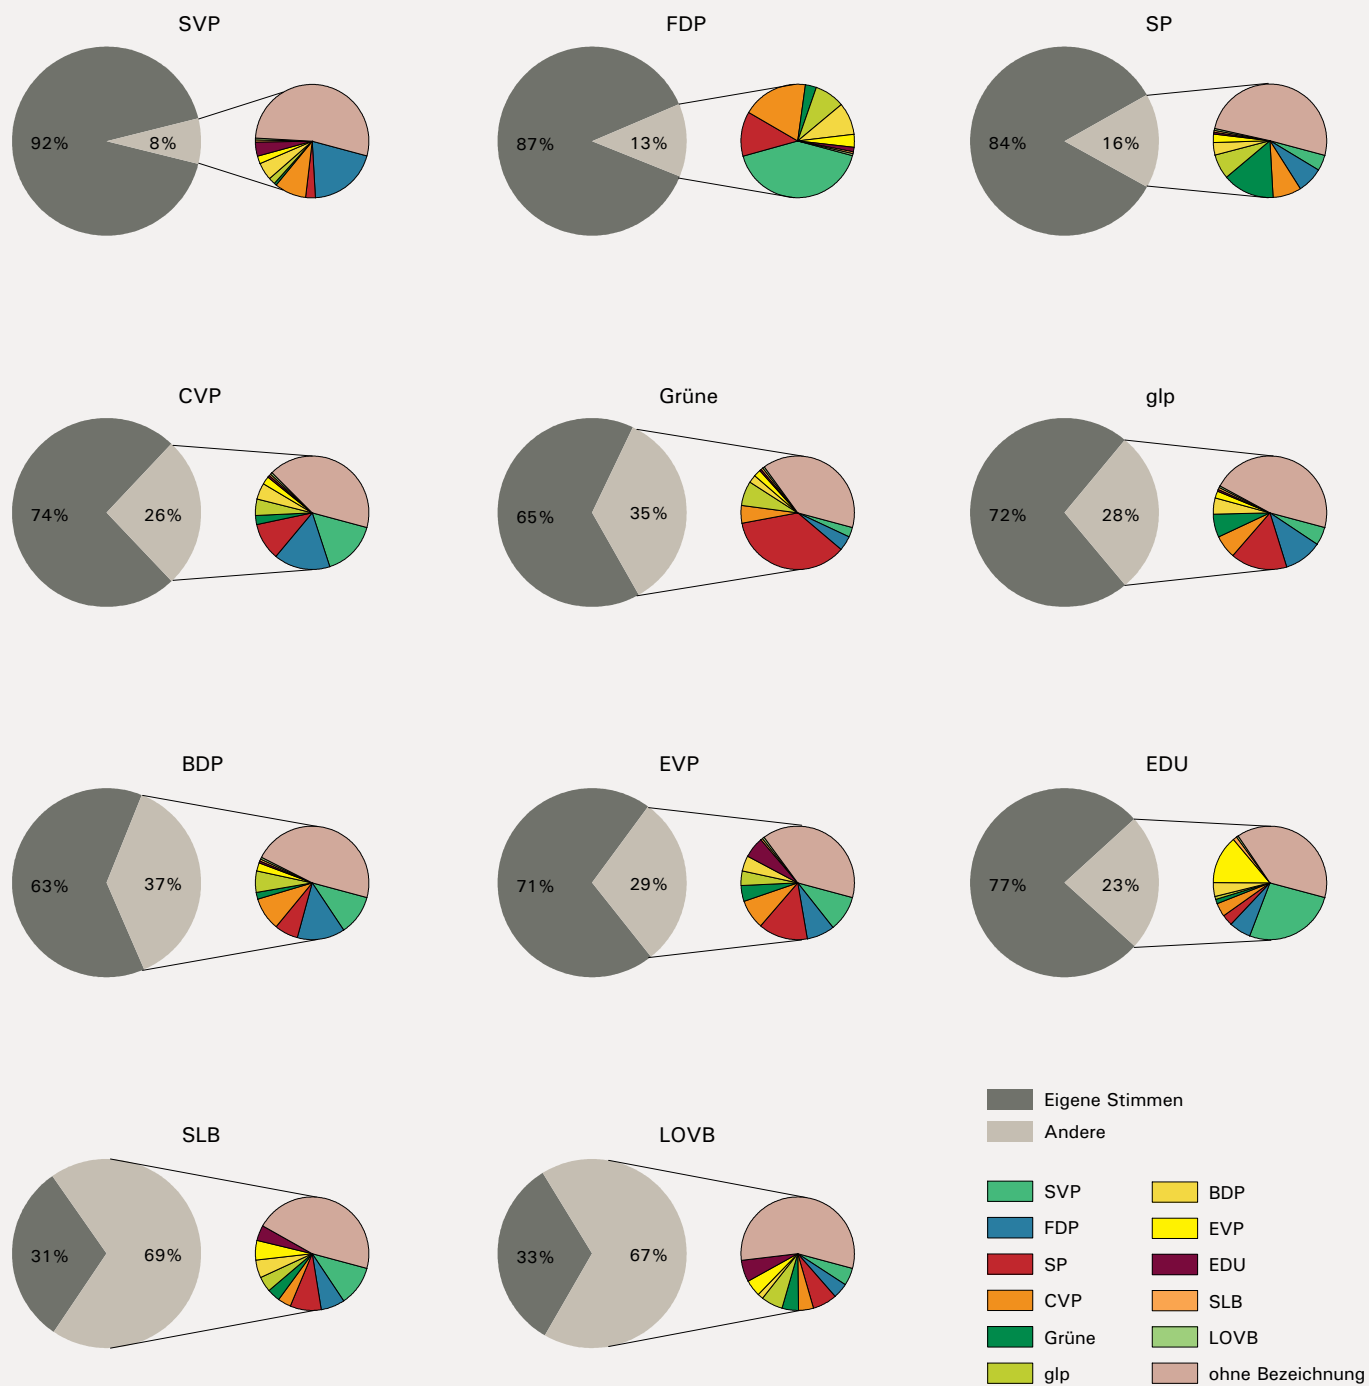 SVP
FDP
SP
92%
8%
87%
13%
84%
16%
CVP
Grüne
glp
74%
26%
65%
35%
72%
28%
BDP
EVP
EDU
63%
37%
71%
29%
77%
23%
SLB
LOVB
31%
69%
33%
67%
Eigene Stimmen
Andere
SVP
FDP
SP
CVP
Grüne
glp
BDP
EVP
EDU
SLB
LOVB
ohne Bezeichnung